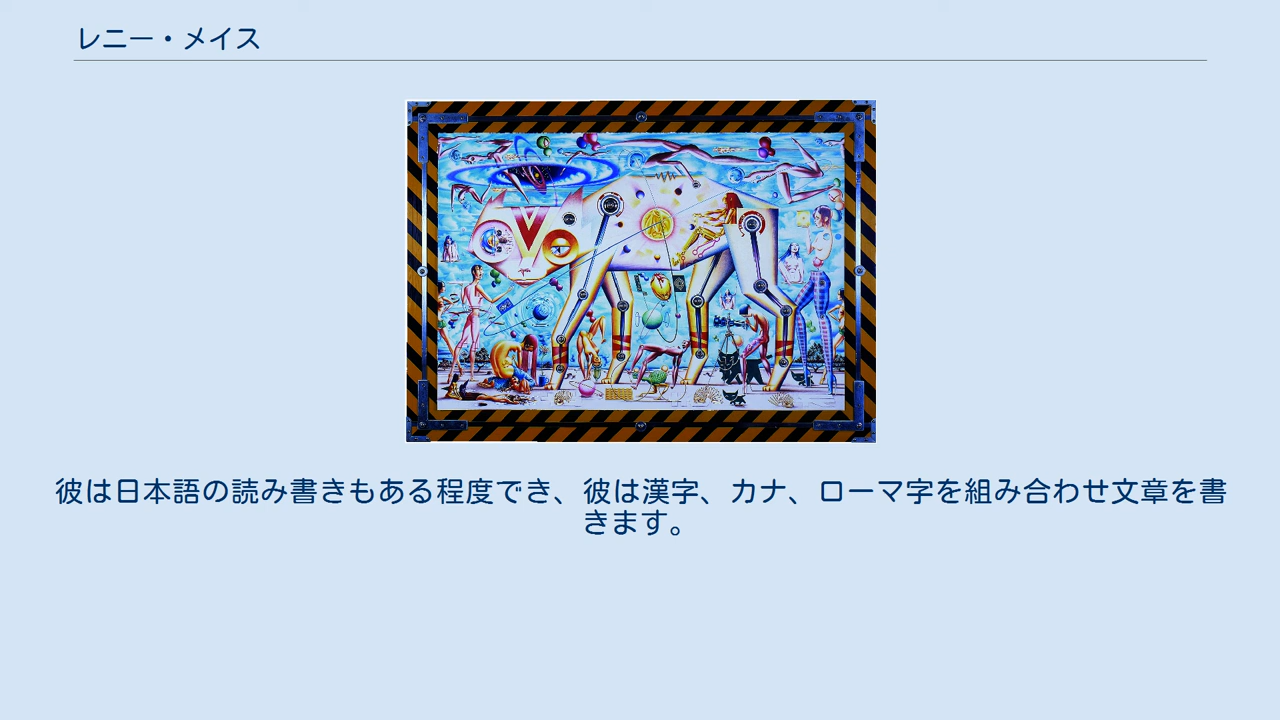 レニー・メイス
彼は日本語の読み書きもある程度でき、彼は漢字、カナ、ローマ字を組み合わせ文章を書
きます。